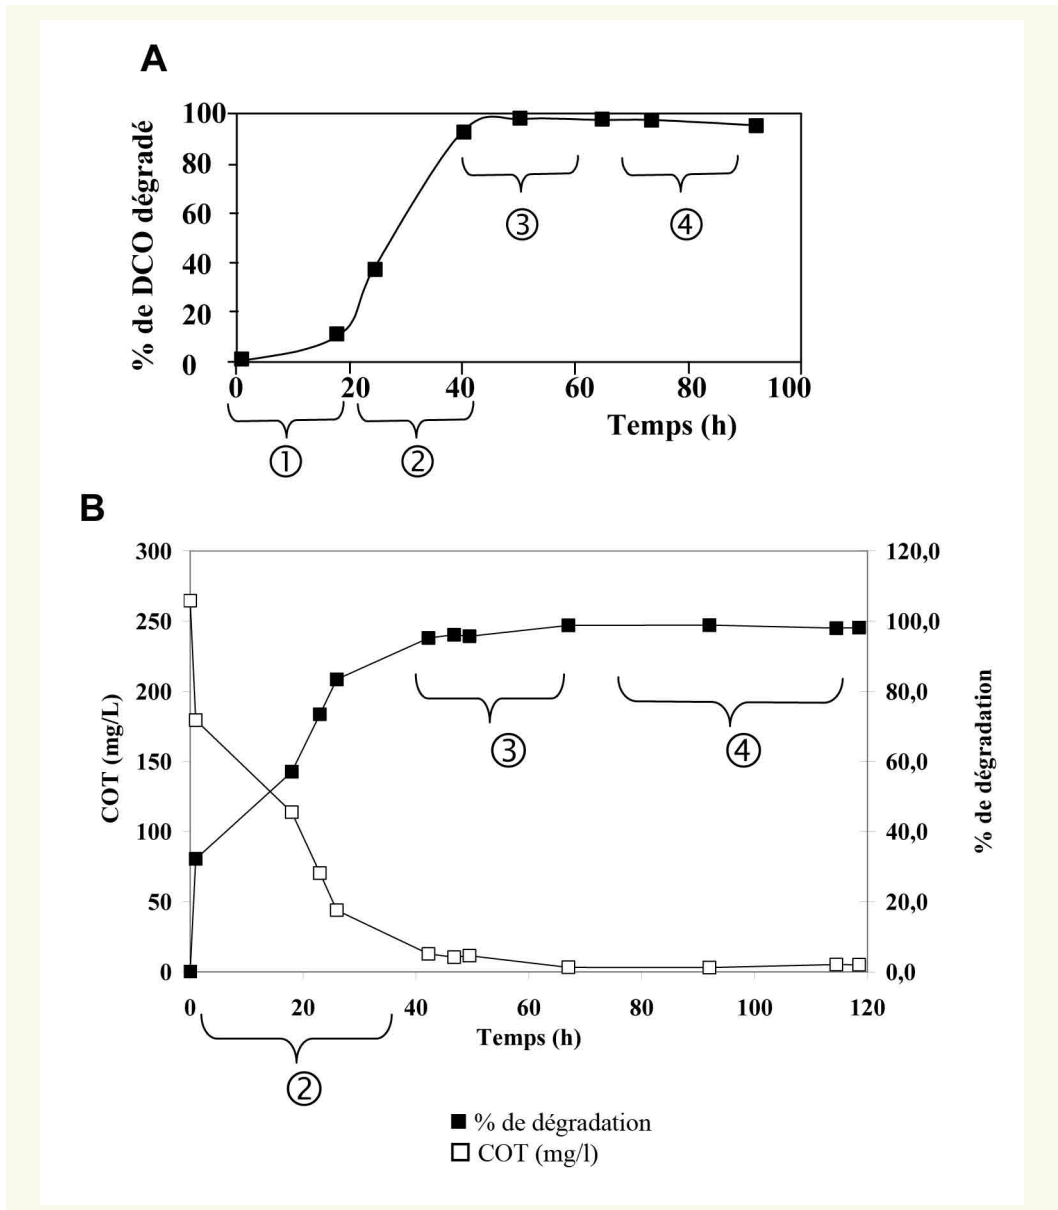 A
% de DCO dégradé
100
80
60
40
20
0
0 20 40 60 80 100
Temps (h)
③ ④
① ②
B
COT (mg/L)
300
250
200
150
100
50
0
120,0
100,0
80,0
60,0
40,0
20,0
0,0
% de dégradation
③ ④
0 20 40 60 80 100 120
Temps (h)
②
% de dégradation
COT (mg/l)